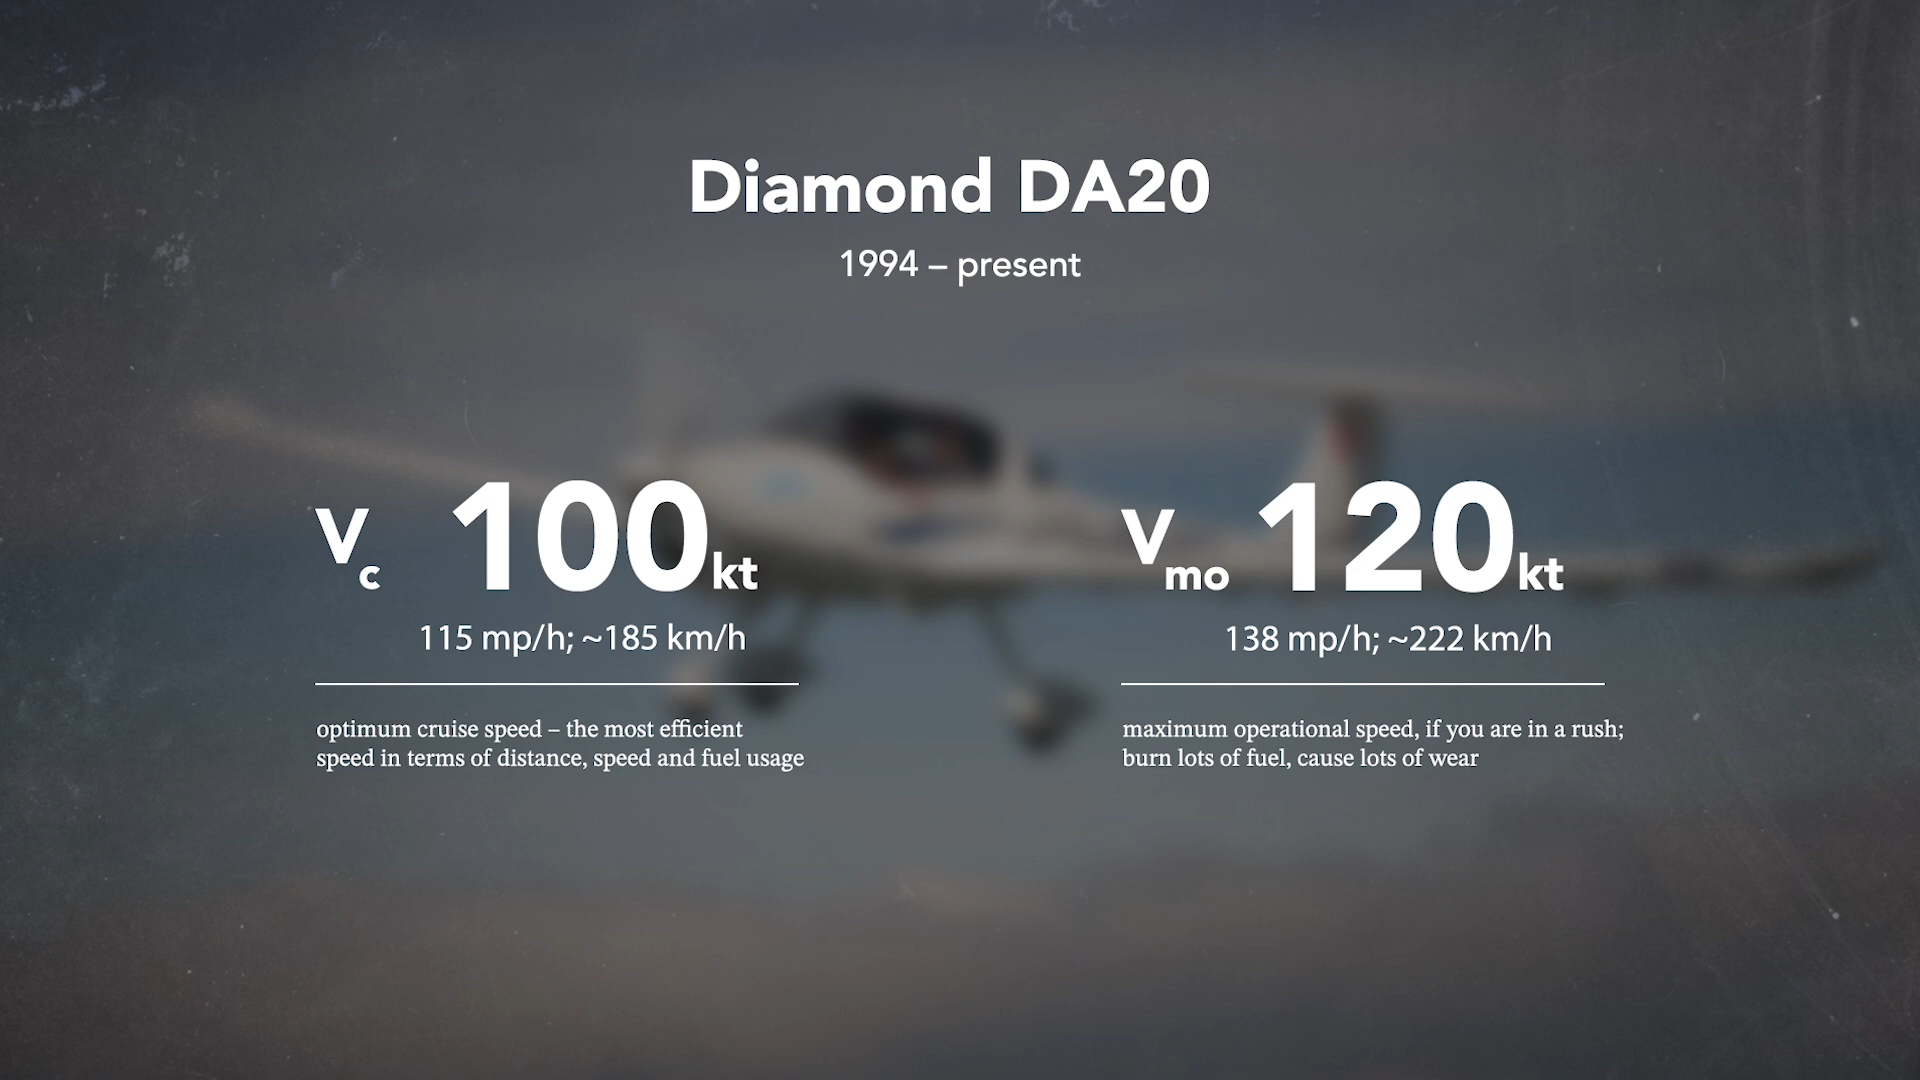 Diamond DA20
1994 – present
Vc 100kt
115 mp/h; ~185 km/h
optimum cruise speed – the most efficient
speed in terms of distance, speed and fuel usage
Vmo 120kt
138 mp/h; ~222 km/h
maximum operational speed, if you are in a rush;
burn lots of fuel, cause lots of wear